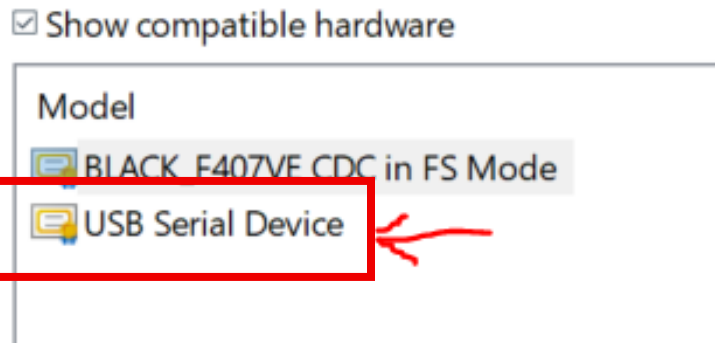 Show compatible hardware
Model
BLACK_F407VE CDC in FS Mode
USB Serial Device